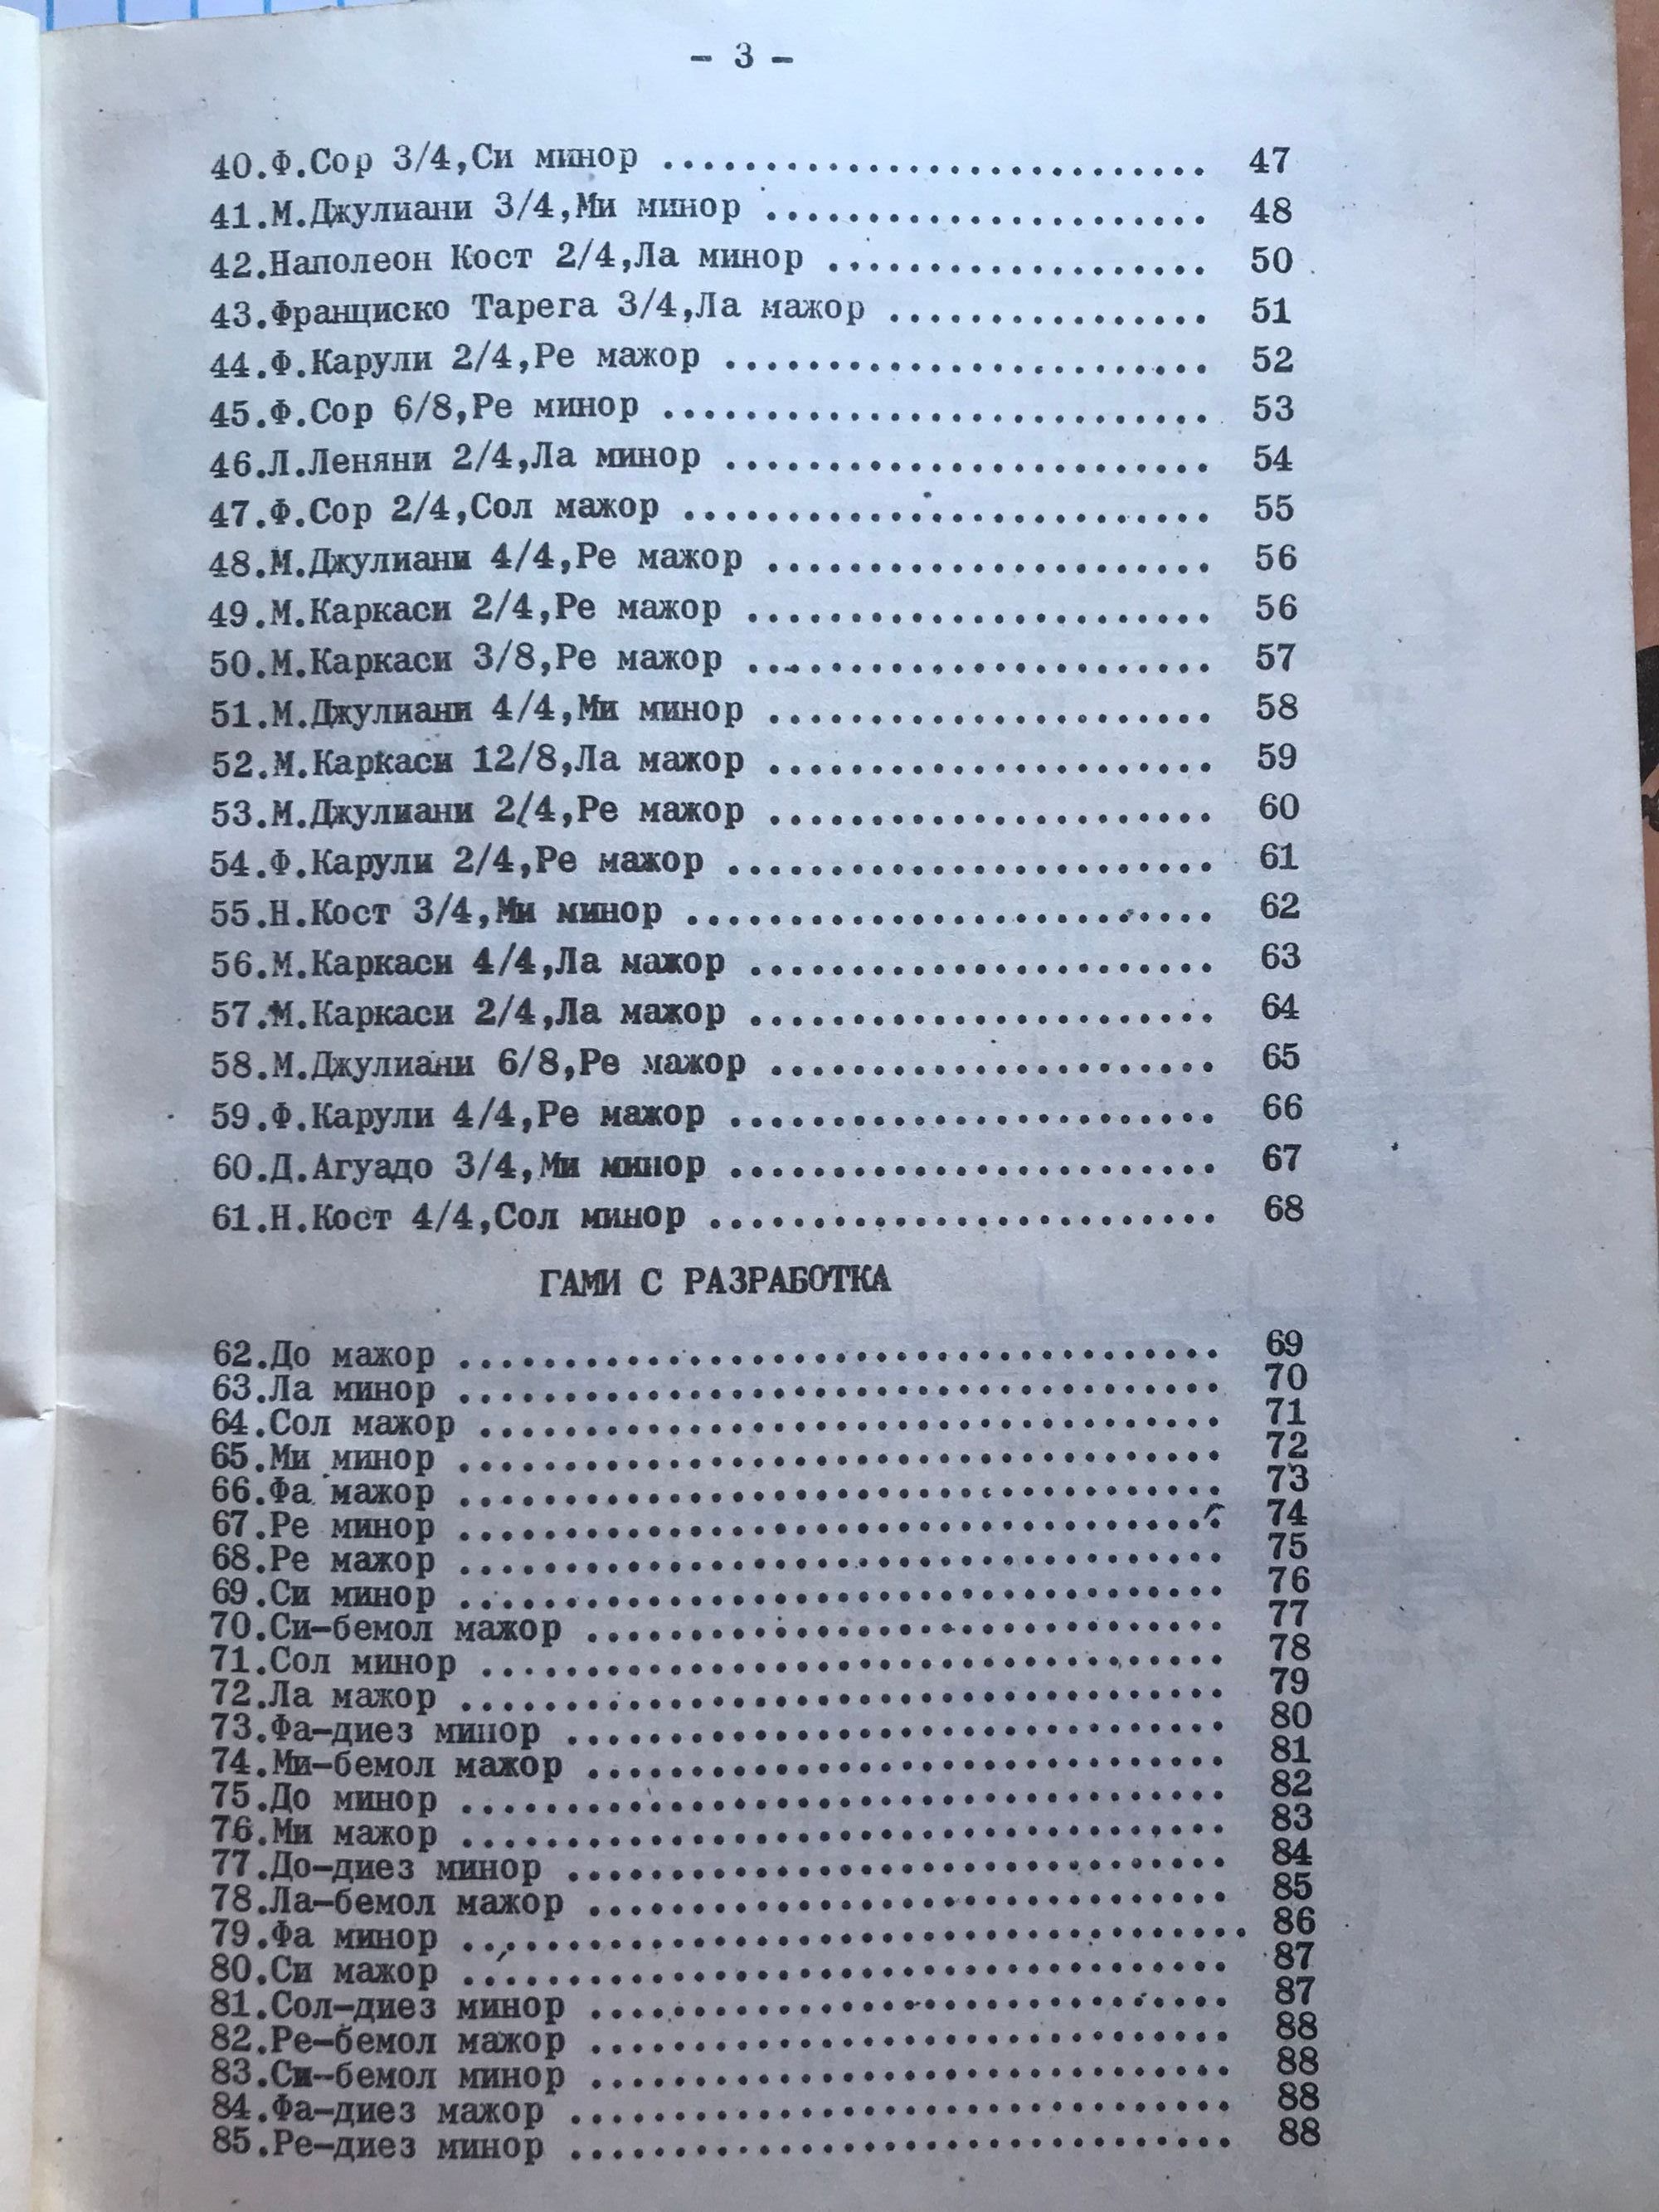 - 3 -
40.Ф.Сор 3/4,Си минор ........................... 47
41.М.Джулиани 3/4,Ми минор ...................... 48
42.Наполеон Кост 2/4,Ла минор ................... 50
43.Франциско Тарега 3/4,Ла мажор ................ 51
44.Ф.Карули 2/4,Ре мажор ........................ 52
45.Ф.Сор 6/8,Ре минор ........................... 53
46.Л.Леняни 2/4,Ла минор ........................ 54
47.Ф.Сор 2/4,Сол мажор .......................... 55
48.М.Джулиани 4/4,Ре мажор ...................... 56
49.М.Каркаси 2/4,Ре мажор ....................... 56
50.М.Каркаси 3/8,Ре мажор ....................... 57
51.М.Джулиани 4/4,Ми минор ...................... 58
52.М.Каркаси 12/8,Ла мажор ...................... 59
53.М.Джулиани 2/4,Ре мажор ...................... 60
54.Ф.Карули 2/4,Ре мажор ........................ 61
55.Н.Кост 3/4,Ми минор .......................... 62
56.М.Каркаси 4/4,Ла мажор ....................... 63
57.М.Каркаси 2/4,Ла мажор ....................... 64
58.М.Джулиани 6/8,Ре мажор ...................... 65
59.Ф.Карули 4/4,Ре мажор ........................ 66
60.Д.Агуадо 3/4,Ми минор ........................ 67
61.Н.Кост 4/4,Сол минор ......................... 68
ГАМИ С РАЗРАБОТКА
62.До мажор ..................................... 69
63.Ла минор ..................................... 70
64.Сол мажор .................................... 71
65.Ми минор ..................................... 72
66.Фа мажор ..................................... 73
67.Ре минор ..................................... 74
68.Ре мажор ..................................... 75
69.Си минор ..................................... 76
70.Си-бемол мажор ............................... 77
71.Сол минор .................................... 78
72.Ла мажор ..................................... 79
73.Фа-диез минор ................................ 80
74.Ми-бемол мажор ............................... 81
75.До минор ..................................... 82
76.Ми мажор ..................................... 83
77.До-диез минор ................................ 84
78.Ла-бемол мажор ............................... 85
79.Фа минор ...................................... 86
80.Си мажор ..................................... 87
81.Сол-диез минор ............................... 87
82.Ре-бемол мажор ............................... 88
83.Си-бемол минор ............................... 88
84.Фа-диез мажор ................................ 88
85.Ре-диез минор ................................ 88